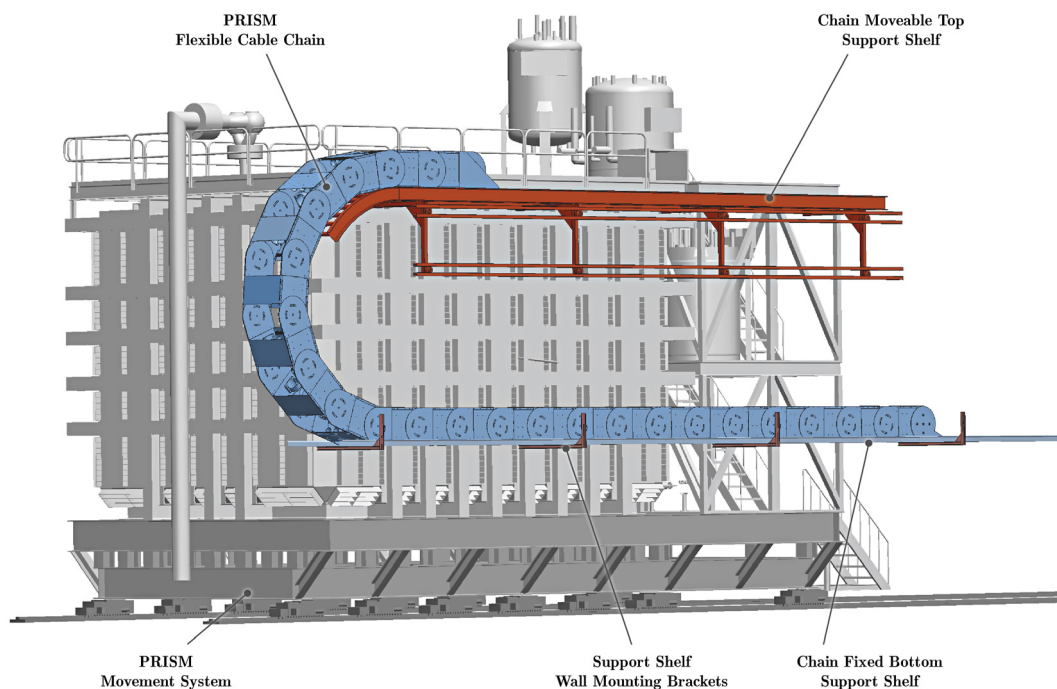 PRISM
Flexible Cable Chain
Chain Moveable Top
Support Shelf
PRISM
Movement System
Support Shelf
Wall Mounting Brackets
Chain Fixed Bottom
Support Shelf